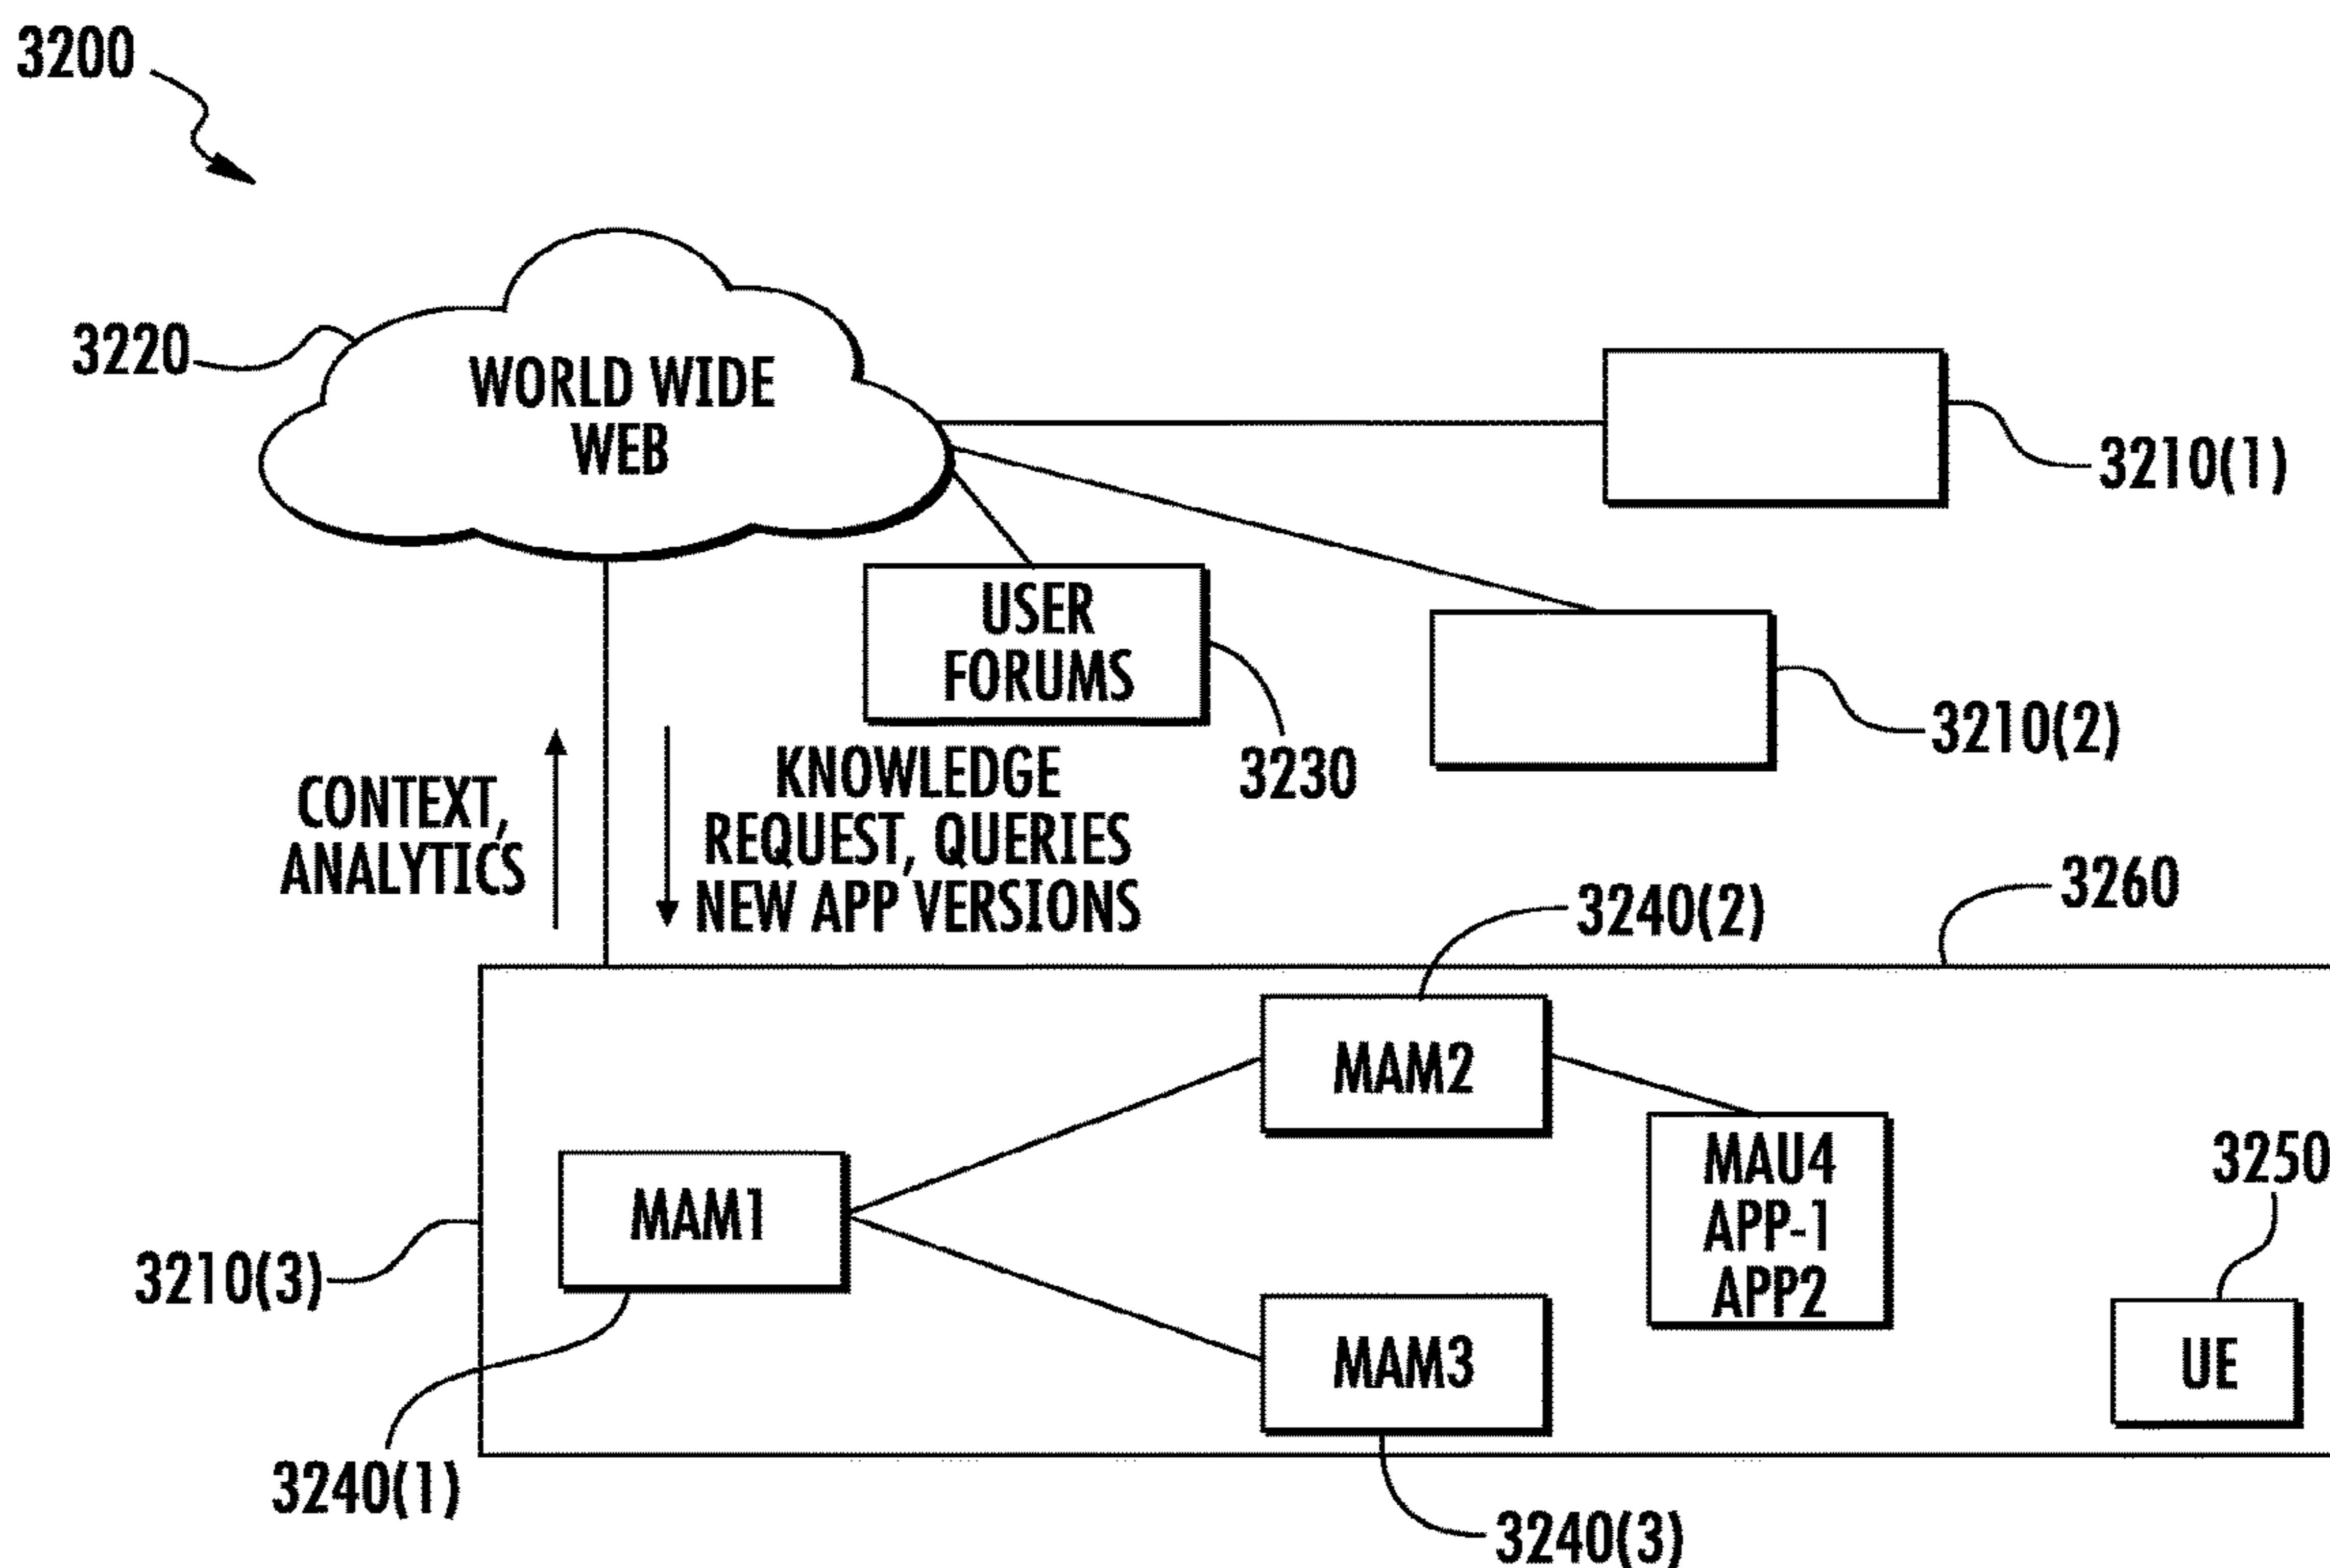 3200
3220
WORLD WIDE
WEB
3210(1)
USER
FORUMS
3230
3210(2)
CONTEXT,
ANALYTICS
KNOWLEDGE
REQUEST, QUERIES
NEW APP VERSIONS
3260
3240(2)
MAM2
MAM1
MAU4
APP-1
APP2
3250
3210(3)
MAM3
UE
3240(1)
3240(3)